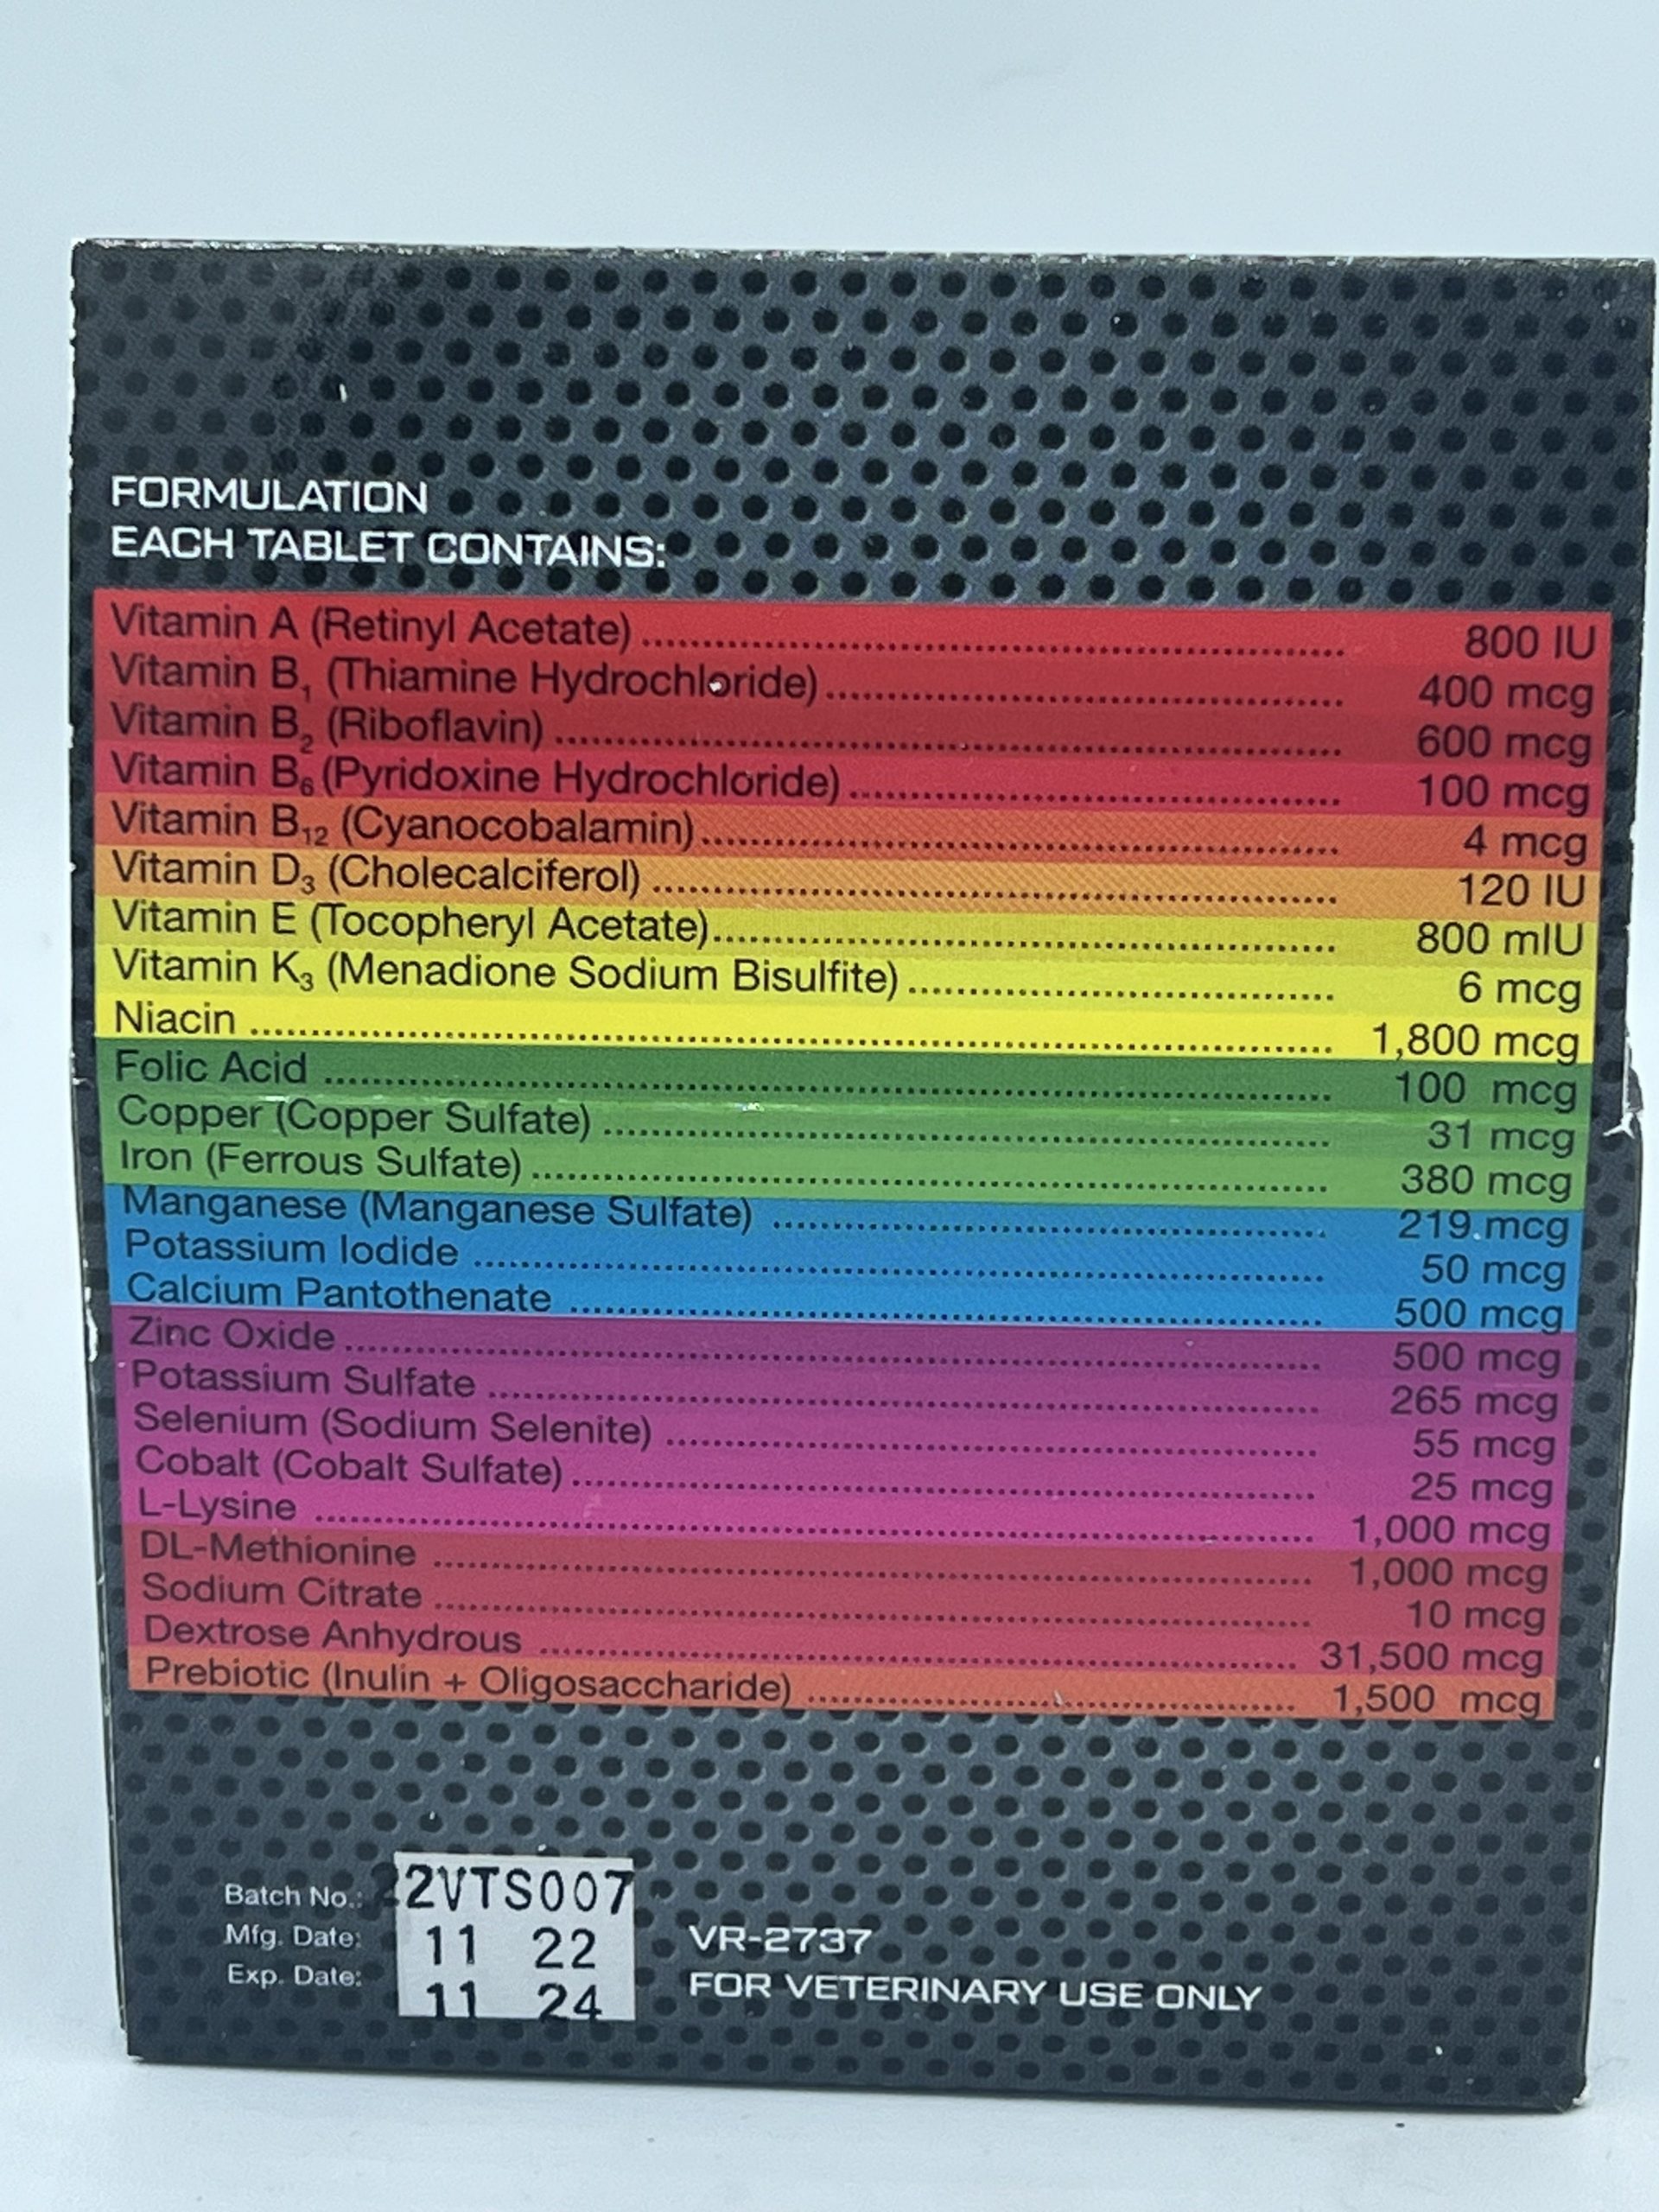 FORMULATION
EACH TABLET CONTAINS:
Vitamin A (Retinyl Acetate) ........ 800 IU
Vitamin B₁ (Thiamine Hydrochloride) ........ 400 mcg
Vitamin B₂ (Riboflavin) ........ 600 mcg
Vitamin B₆ (Pyridoxine Hydrochloride) ........ 100 mcg
Vitamin B₁₂ (Cyanocobalamin) ........ 4 mcg
Vitamin D₃ (Cholecalciferol) ........ 120 IU
Vitamin E (Tocopheryl Acetate) ........ 800 mIU
Vitamin K₃ (Menadione Sodium Bisulfite) ........ 6 mcg
Niacin ........ 1,800 mcg
Folic Acid ........ 100 mcg
Copper (Copper Sulfate) ........ 31 mcg
Iron (Ferrous Sulfate) ........ 380 mcg
Manganese (Manganese Sulfate) ........ 219 mcg
Potassium Iodide ........ 50 mcg
Calcium Pantothenate ........ 500 mcg
Zinc Oxide ........ 500 mcg
Potassium Sulfate ........ 265 mcg
Selenium (Sodium Selenite) ........ 55 mcg
Cobalt (Cobalt Sulfate) ........ 25 mcg
L-Lysine ........ 1,000 mcg
DL-Methionine ........ 1,000 mcg
Sodium Citrate ........ 10 mcg
Dextrose Anhydrous ........ 31,500 mcg
Prebiotic (Inulin + Oligosaccharide) ........ 1,500 mcg
Batch No.: 22VTS007
Mfg. Date: 11 22
Exp. Date: 11 24
VR-2737
FOR VETERINARY USE ONLY